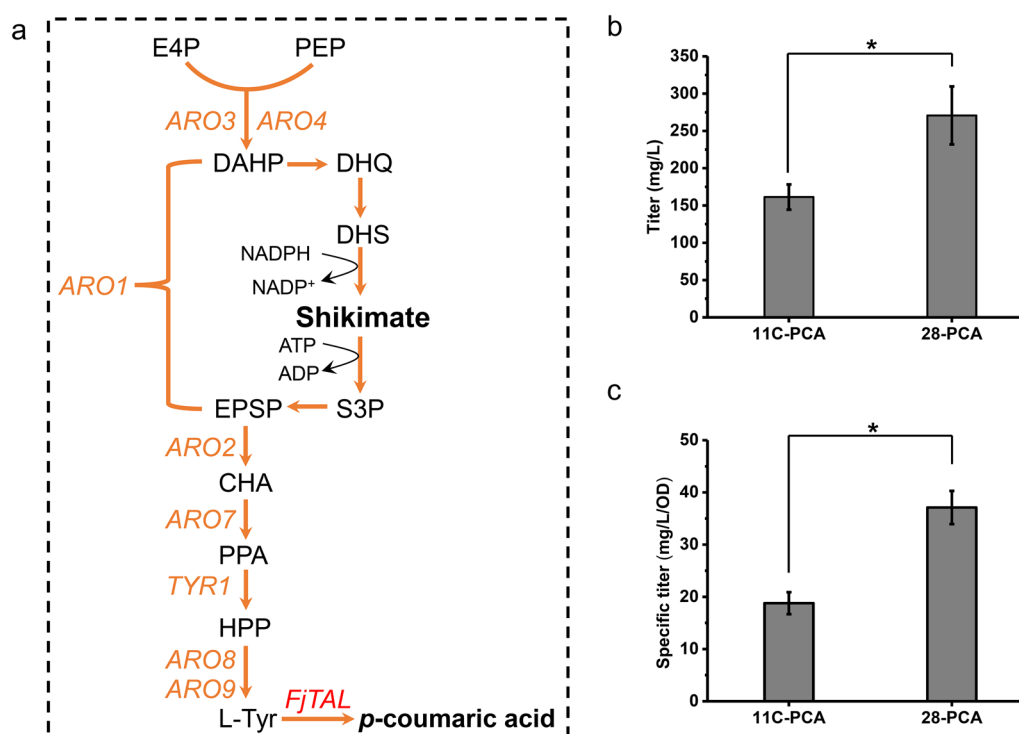 a
E4P PEP
ARO3 ARO4
DAHP DHQ
DHS
NADPH
NADP⁺
ARO1
Shikimate
ATP
ADP
EPSP S3P
ARO2
CHA
ARO7
PPA
TYR1
HPP
ARO8
ARO9
FjTAL
L-Tyr p-coumaric acid
b
*
Titer (mg/L)
350
300
250
200
150
100
50
0
11C-PCA 28-PCA
c
*
Specific titer (mg/L/OD)
50
40
30
20
10
0
11C-PCA 28-PCA